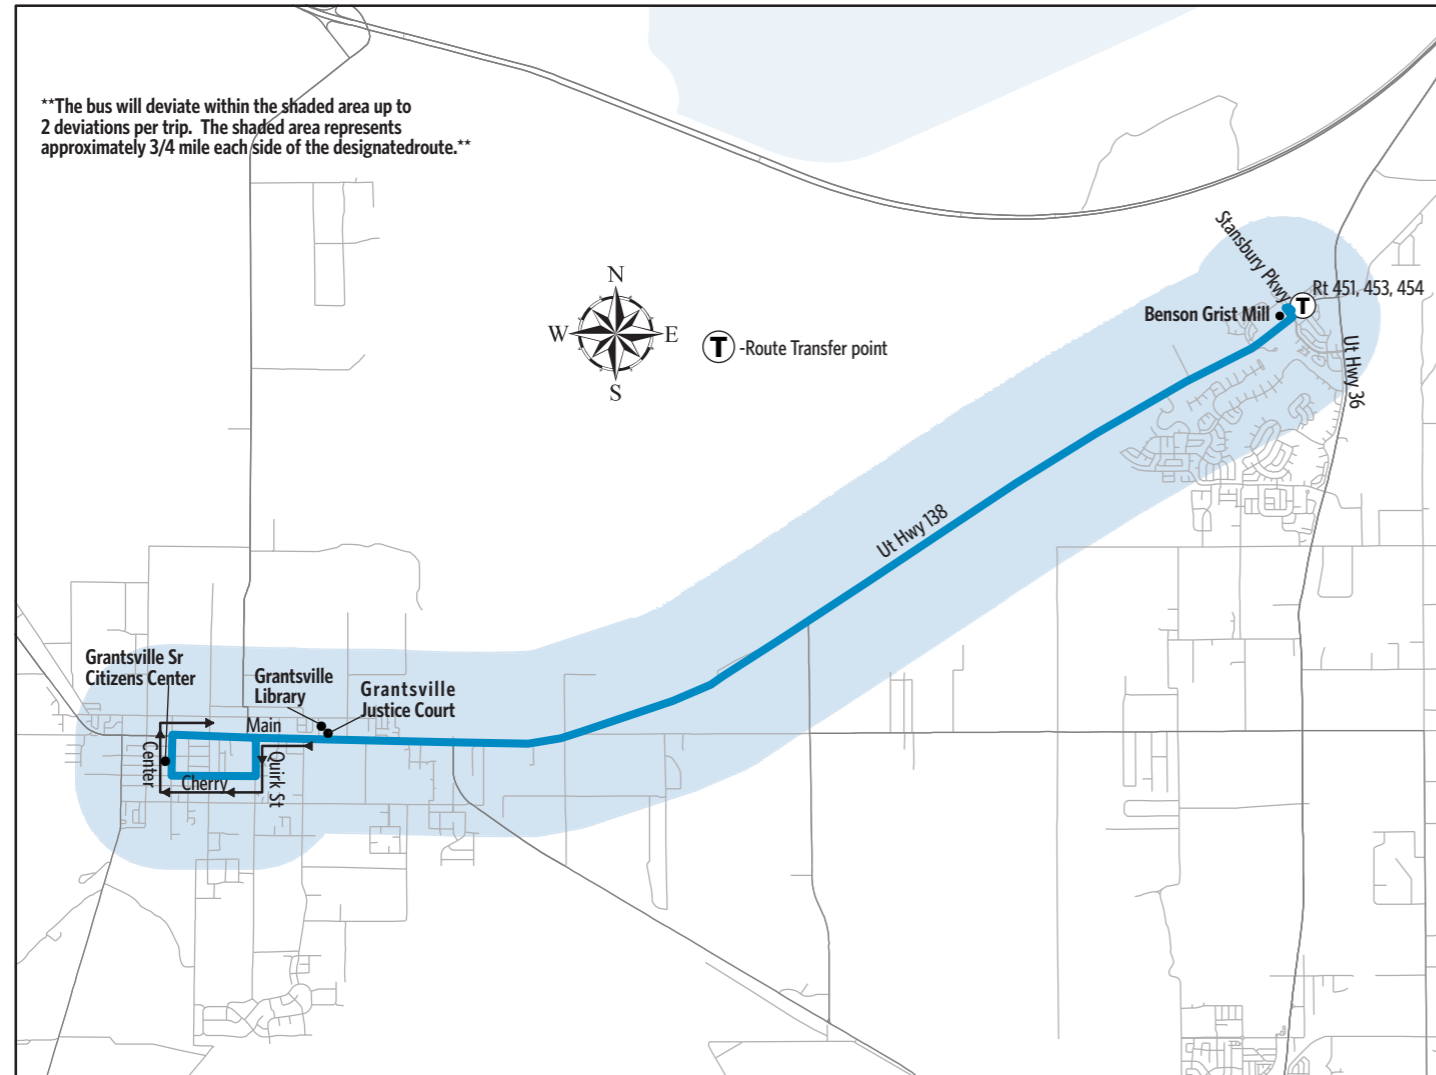 **The bus will deviate within the shaded area up to
2 deviations per trip. The shaded area represents
approximately 3/4 mile each side of the designatedroute.**
N
W
E
S
T
-Route Transfer point
Stansbury Pkwy
T
Rt 451, 453, 454
Benson Grist Mill
Ut Hwy 36
Ut Hwy 138
Grantsville Sr
Citizens Center
Grantsville
Library
Grantsville
Justice Court
Main
Center
Cherry
Quirk St